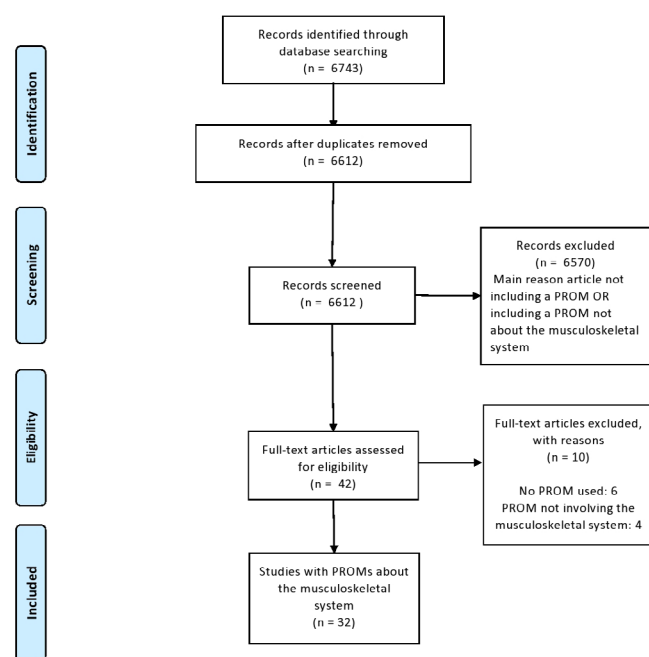 Identification
Records identified through
database searching
(n = 6743)
Records after duplicates removed
(n = 6612)
Screening
Records screened
(n = 6612 )
Records excluded
(n = 6570)
Main reason article not
including a PROM OR
including a PROM not
about the musculoskeletal
system
Eligibility
Full-text articles assessed
for eligibility
(n = 42)
Full-text articles excluded,
with reasons
(n = 10)
No PROM used: 6
PROM not involving the
musculoskeletal system: 4
Included
Studies with PROMs about
the musculoskeletal
system
(n = 32)